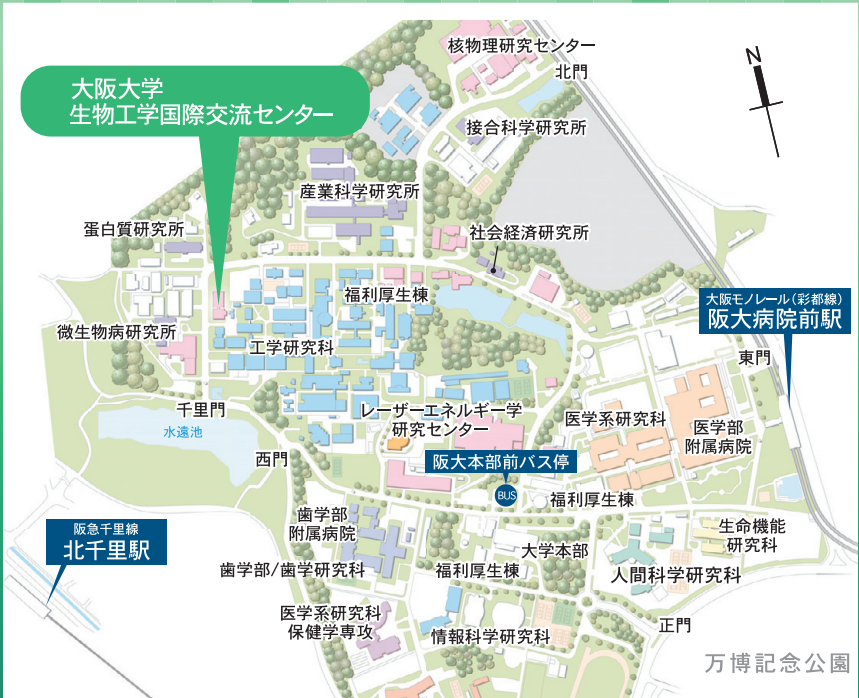 核物理研究センター
北門
N
大阪大学
生物工学国際交流センター
接合科学研究所
産業科学研究所
蛋白質研究所
社会経済研究所
福利厚生棟
大阪モノレール(彩都線)
阪大病院前駅
微生物病研究所
工学研究科
東門
千里門
レーザーエネルギー学
研究センター
医学系研究科
医学部
附属病院
水遠池
西門
阪大本部前バス停
BUS
福利厚生棟
歯学部
附属病院
阪急千里線
北千里駅
大学本部
生命機能
研究科
歯学部/歯学研究科
福利厚生棟
人間科学研究科
医学系研究科
保健学専攻
情報科学研究科
正門
万博記念公園